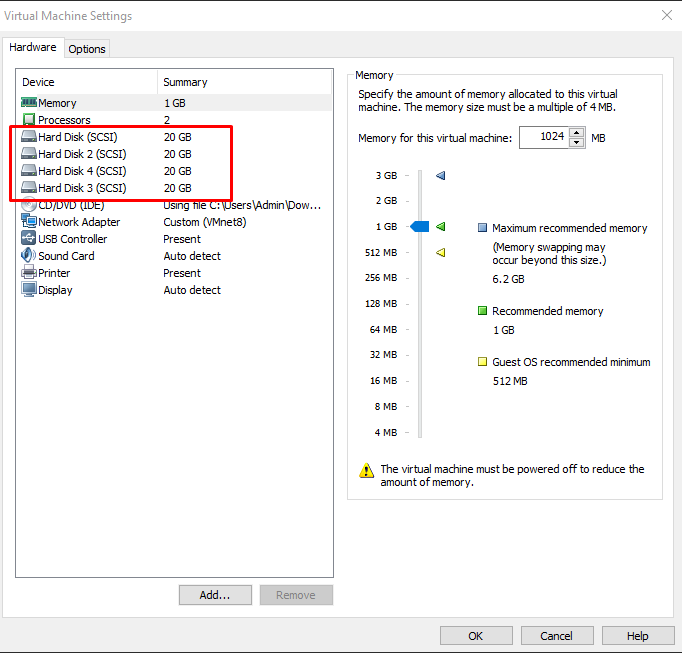 Virtual Machine Settings
Hardware
Options
Device Summary
Memory 1 GB
Processors 2
Hard Disk (SCSI) 20 GB
Hard Disk 2 (SCSI) 20 GB
Hard Disk 4 (SCSI) 20 GB
Hard Disk 3 (SCSI) 20 GB
CD/DVD (IDE) Using file C:\Users\Admin\Dow...
Network Adapter Custom (VMnet8)
USB Controller Present
Sound Card Auto detect
Printer Present
Display Auto detect
Add...
Remove
Memory
Specify the amount of memory allocated to this virtual
machine. The memory size must be a multiple of 4 MB.
Memory for this virtual machine: 1024 MB
3 GB
2 GB
1 GB
512 MB
256 MB
128 MB
64 MB
32 MB
16 MB
8 MB
4 MB
Maximum recommended memory
(Memory swapping may
occur beyond this size.)
6.2 GB
Recommended memory
1 GB
Guest OS recommended minimum
512 MB
The virtual machine must be powered off to reduce the
amount of memory.
OK
Cancel
Help